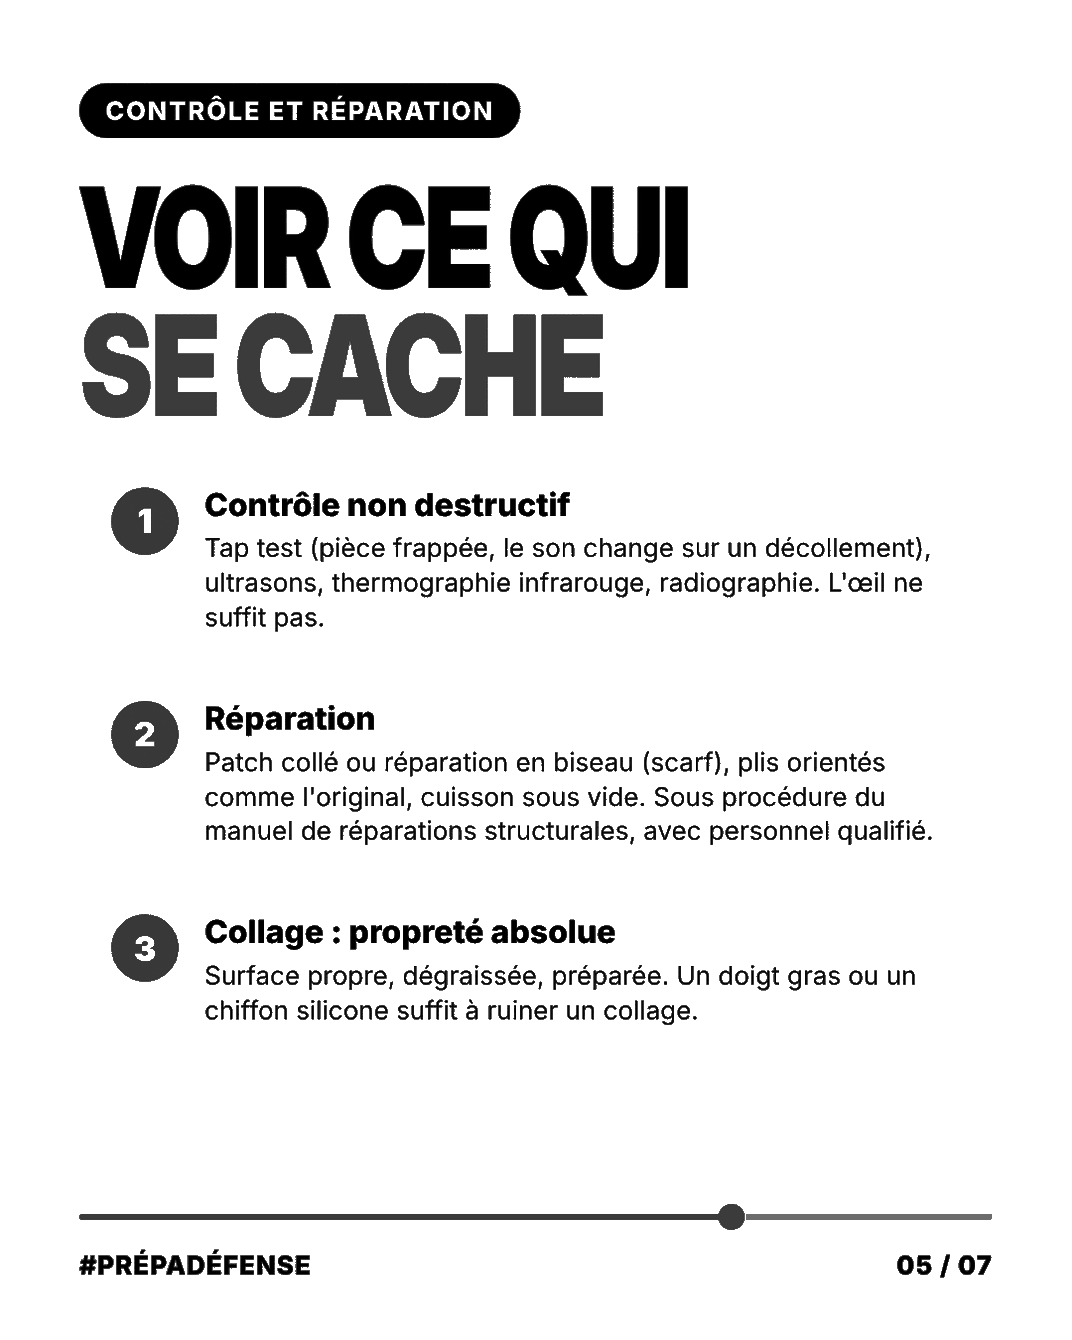 CONTRÔLE ET RÉPARATION
VOIR CE QUI
SE CACHE
1
Contrôle non destructif
Tap test (pièce frappée, le son change sur un décollement),
ultrasons, thermographie infrarouge, radiographie. L'œil ne
suffit pas.
2
Réparation
Patch collé ou réparation en biseau (scarf), plis orientés
comme l'original, cuisson sous vide. Sous procédure du
manuel de réparations structurales, avec personnel qualifié.
3
Collage : propreté absolue
Surface propre, dégraissée, préparée. Un doigt gras ou un
chiffon silicone suffit à ruiner un collage.
#PRÉPADÉFENSE
05 / 07